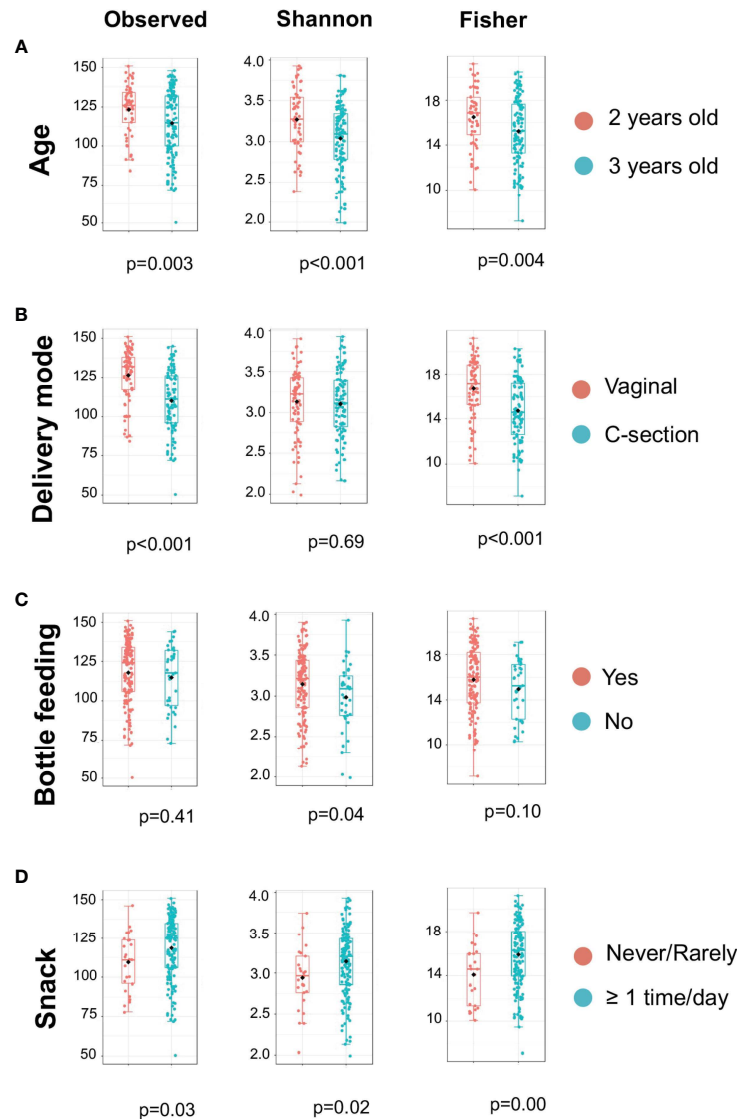 Observed Shannon Fisher
A
Age
150
125
100
75
50
4.0
3.5
3.0
2.5
2.0
18
14
10
2 years old
3 years old
p=0.003 p<0.001 p=0.004
B
Delivery mode
150
125
100
75
50
4.0
3.5
3.0
2.5
2.0
18
14
10
Vaginal
C-section
p<0.001 p=0.69 p<0.001
C
Bottle feeding
150
125
100
75
50
4.0
3.5
3.0
2.5
2.0
18
14
10
Yes
No
p=0.41 p=0.04 p=0.10
D
Snack
150
125
100
75
50
4.0
3.5
3.0
2.5
2.0
18
14
10
Never/Rarely
≥ 1 time/day
p=0.03 p=0.02 p=0.00